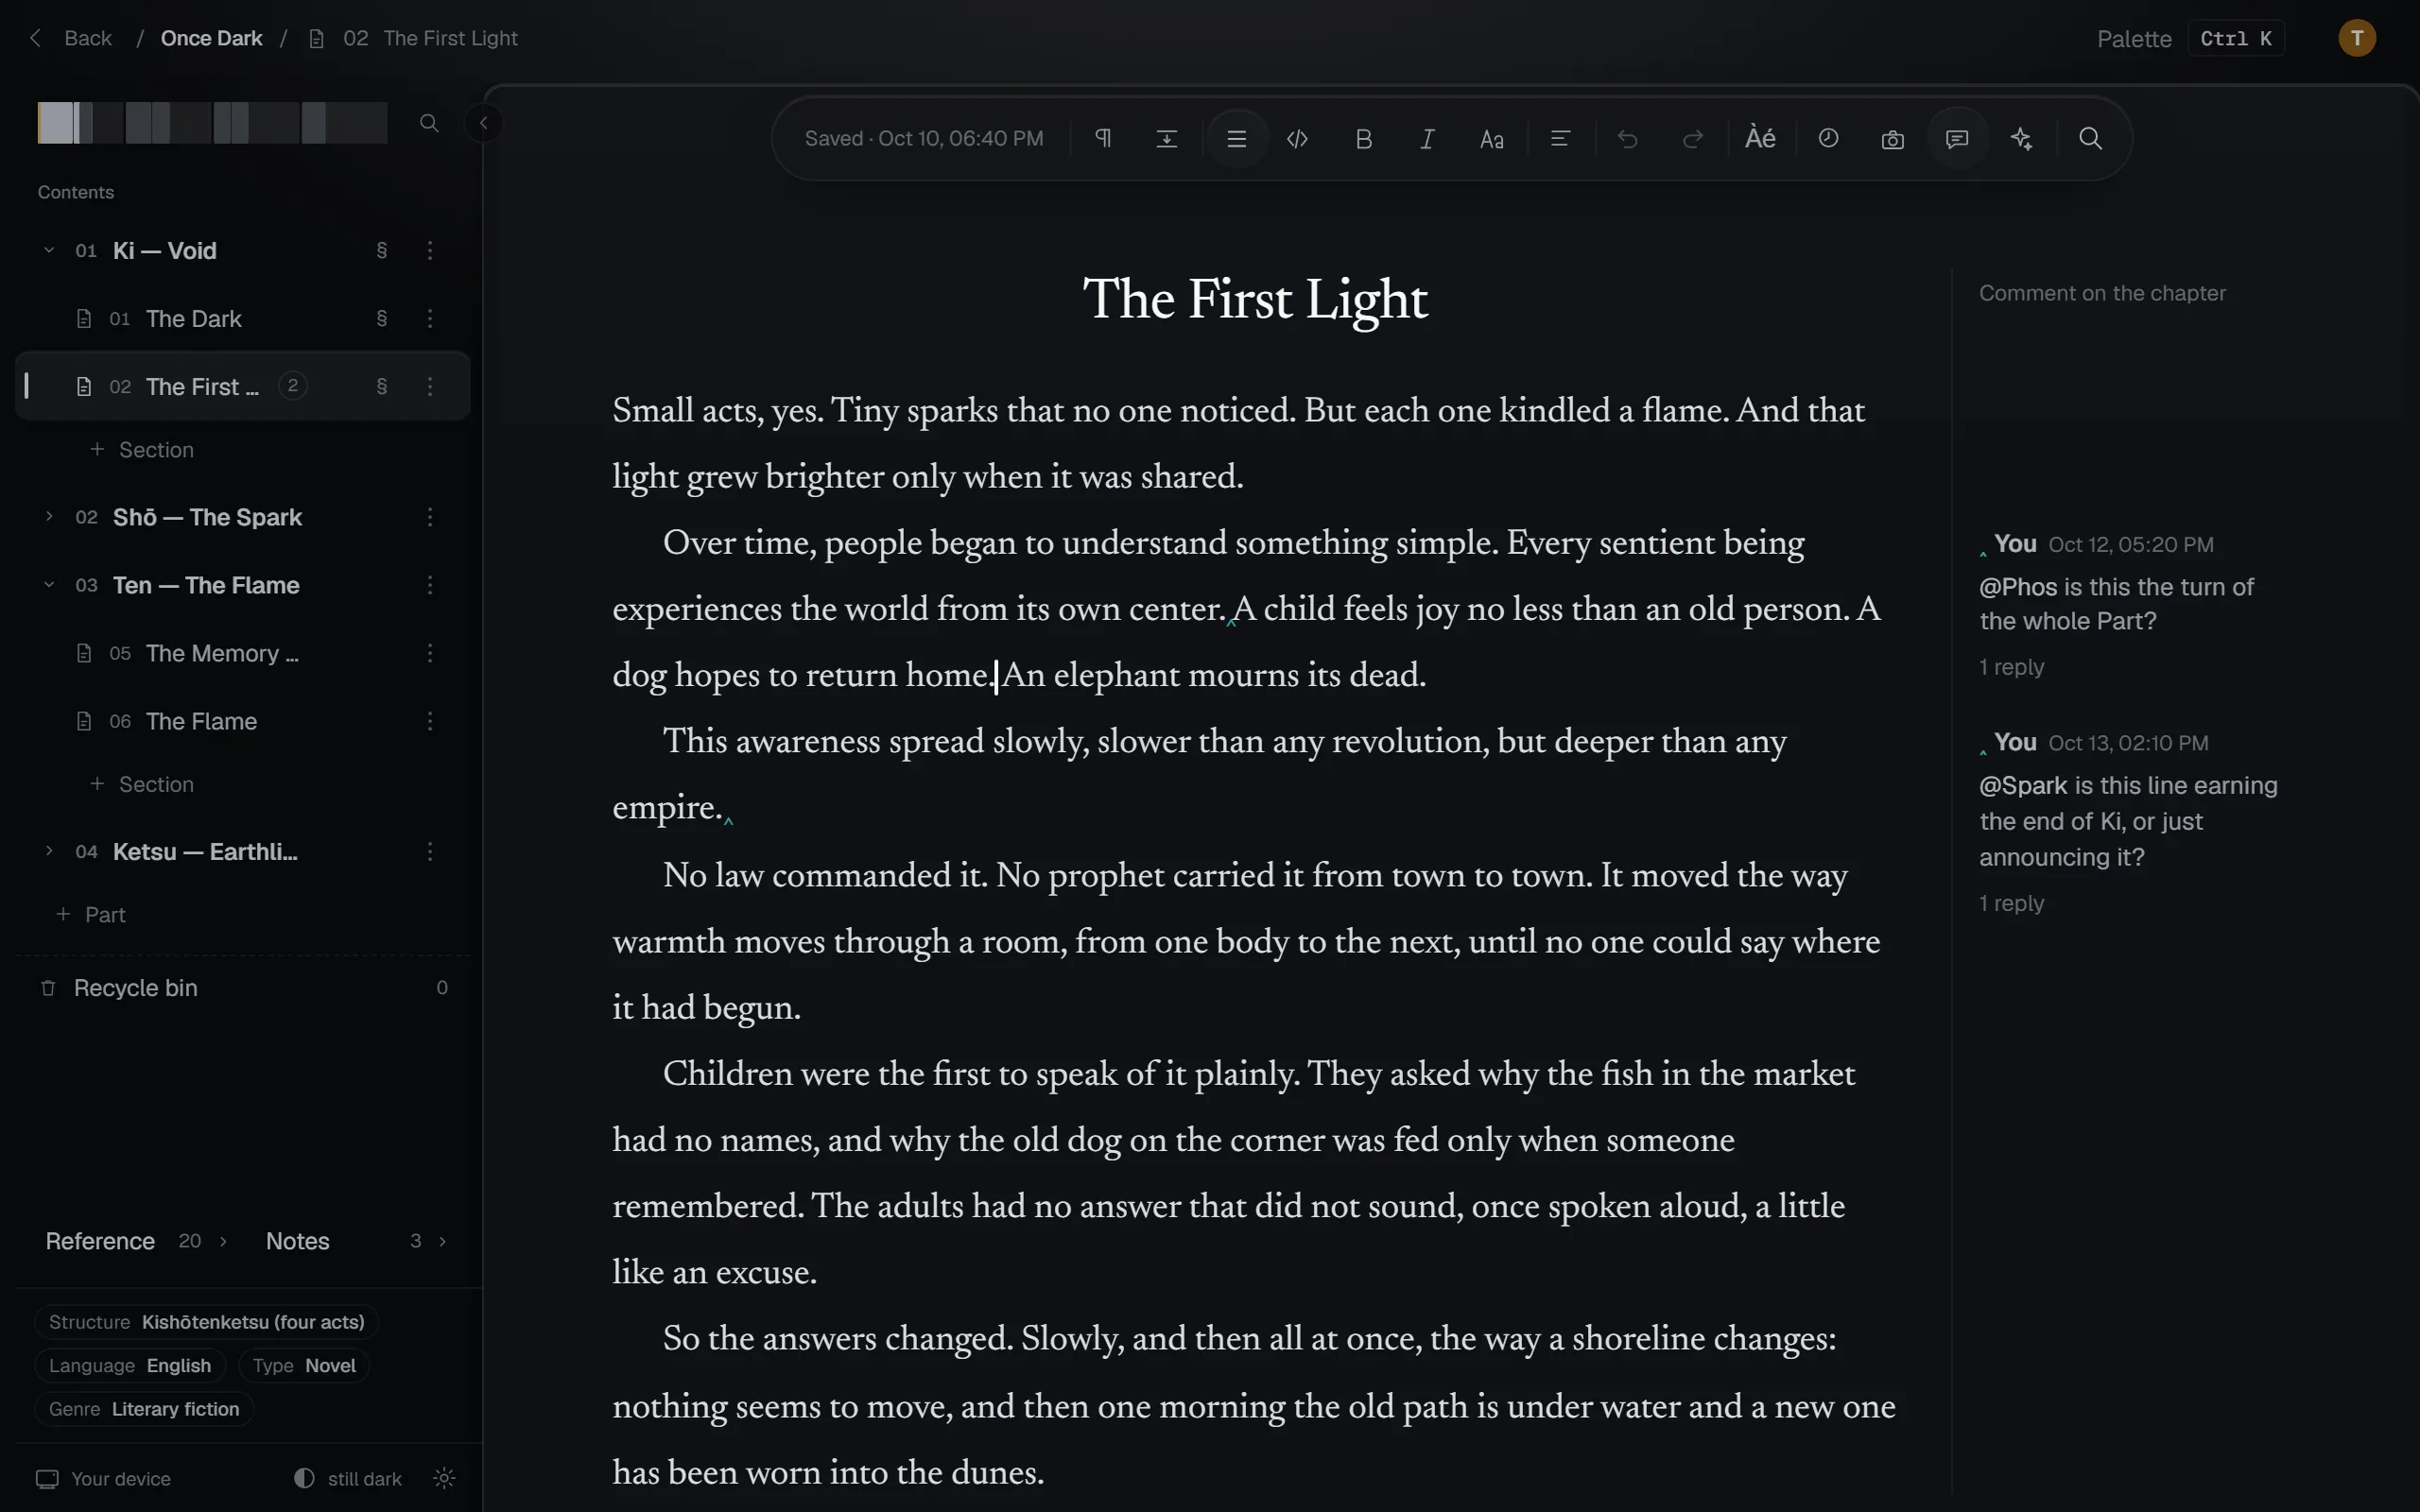 Back / Once Dark / 02 The First Light
Palette Ctrl K T
Contents
01 Ki — Void §
01 The Dark §
02 The First ... 2 §
+ Section
02 Shō — The Spark
03 Ten — The Flame
05 The Memory ...
06 The Flame
+ Section
04 Ketsu — Earthli...
+ Part
Recycle bin 0
Reference 20 Notes 3
Structure Kishōtenketsu (four acts)
Language English Type Novel
Genre Literary fiction
Your device still dark
Saved · Oct 10, 06:40 PM ¶ </> B I Aa Àé
The First Light
Small acts, yes. Tiny sparks that no one noticed. But each one kindled a flame. And that
light grew brighter only when it was shared.
Over time, people began to understand something simple. Every sentient being
experiences the world from its own center.‸A child feels joy no less than an old person. A
dog hopes to return home. An elephant mourns its dead.
This awareness spread slowly, slower than any revolution, but deeper than any
empire.‸
No law commanded it. No prophet carried it from town to town. It moved the way
warmth moves through a room, from one body to the next, until no one could say where
it had begun.
Children were the first to speak of it plainly. They asked why the fish in the market
had no names, and why the old dog on the corner was fed only when someone
remembered. The adults had no answer that did not sound, once spoken aloud, a little
like an excuse.
So the answers changed. Slowly, and then all at once, the way a shoreline changes:
nothing seems to move, and then one morning the old path is under water and a new one
has been worn into the dunes.
Comment on the chapter
‸ You Oct 12, 05:20 PM
@Phos is this the turn of
the whole Part?
1 reply
‸ You Oct 13, 02:10 PM
@Spark is this line earning
the end of Ki, or just
announcing it?
1 reply